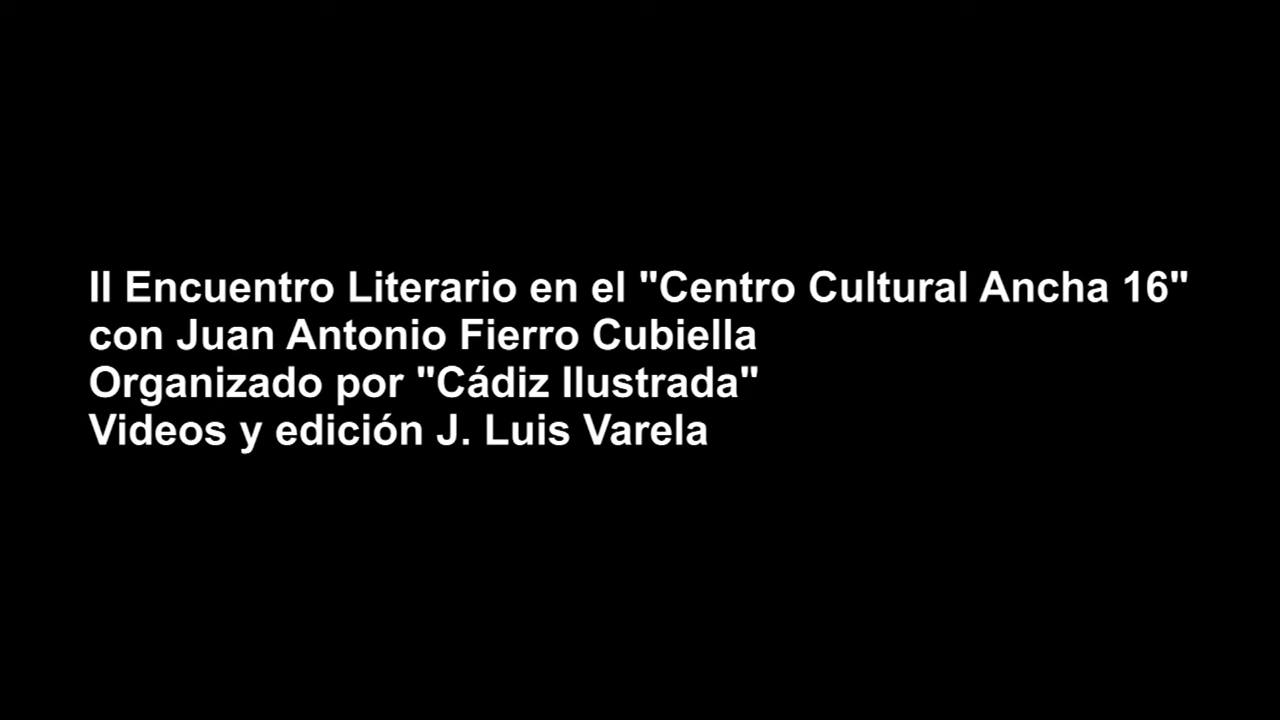 II Encuentro Literario en el "Centro Cultural Ancha 16"
con Juan Antonio Fierro Cubiella
Organizado por "Cádiz Ilustrada"
Videos y edición J. Luis Varela